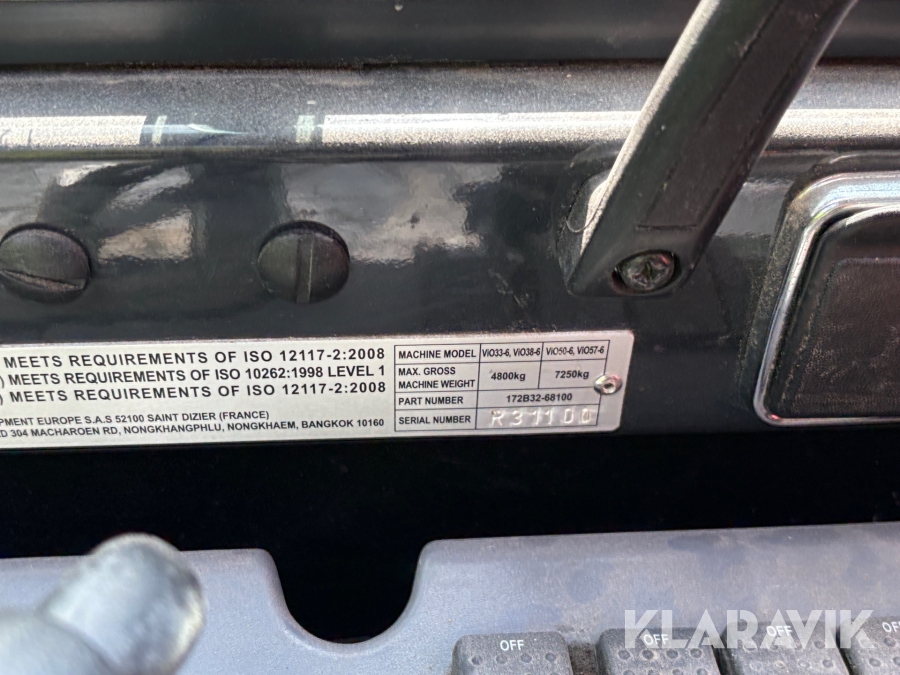 MEETS REQUIREMENTS OF ISO 12117-2:2008
) MEETS REQUIREMENTS OF ISO 10262:1998 LEVEL 1
) MEETS REQUIREMENTS OF ISO 12117-2:2008
PMENT EUROPE S.A.S 52100 SAINT DIZIER (FRANCE)
ED 304 MACHAROEN RD, NONGKHANGPHLU, NONGKHAEM, BANGKOK 10160
MACHINE MODEL ViO33-6, ViO38-6 ViO50-6, ViO57-6
MAX. GROSS
MACHINE WEIGHT 4800kg 7250kg
PART NUMBER 172B32-68100
SERIAL NUMBER R31100
OFF OFF OFF OFF
KLARAVIK